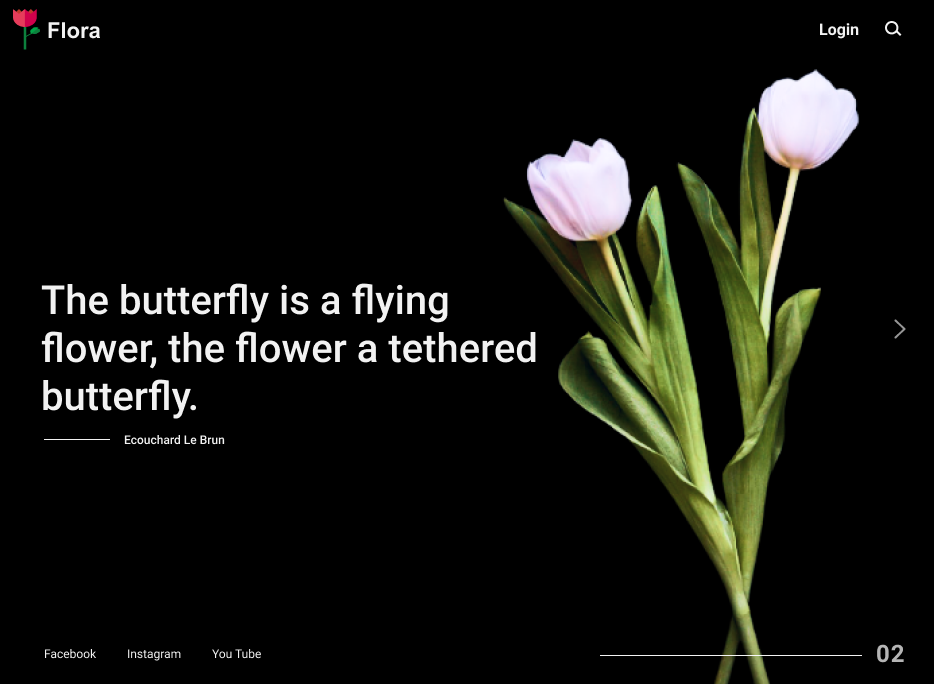 Flora
Login
The butterfly is a flying
flower, the flower a tethered
butterfly.
Ecouchard Le Brun
Facebook Instagram You Tube
02